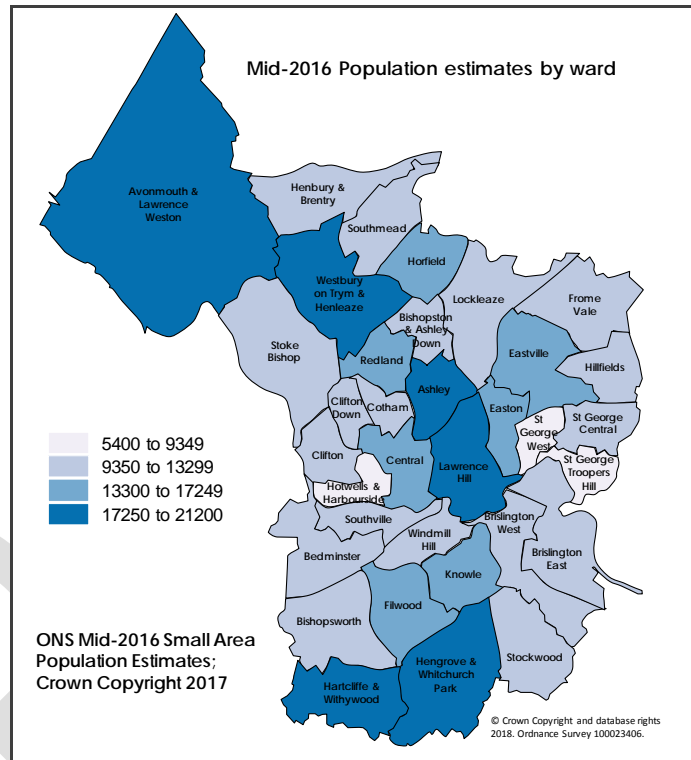 Mid-2016 Population estimates by ward
Avonmouth &
Lawrence
Weston
Henbury &
Brentry
Southmead
Horfield
Westbury
on Trym &
Henleaze
Lockleaze
Frome
Vale
Bishopston
& Ashley
Down
Stoke
Bishop
Redland
Eastville
Hillfields
Ashley
Clifton
Down
Cotham
Easton
St
George
West
St George
Central
Clifton
Central
Lawrence
Hill
St George
Troopers
Hill
Hotwells &
Harbourside
Southville
Windmill
Hill
Brislington
West
Brislington
East
Bedminster
Knowle
Filwood
Bishopsworth
Stockwood
Hengrove &
Whitchurch
Park
Hartcliffe &
Withywood
5400 to 9349
9350 to 13299
13300 to 17249
17250 to 21200
ONS Mid-2016 Small Area
Population Estimates;
Crown Copyright 2017
© Crown Copyright and database rights
2018. Ordnance Survey 100023406.